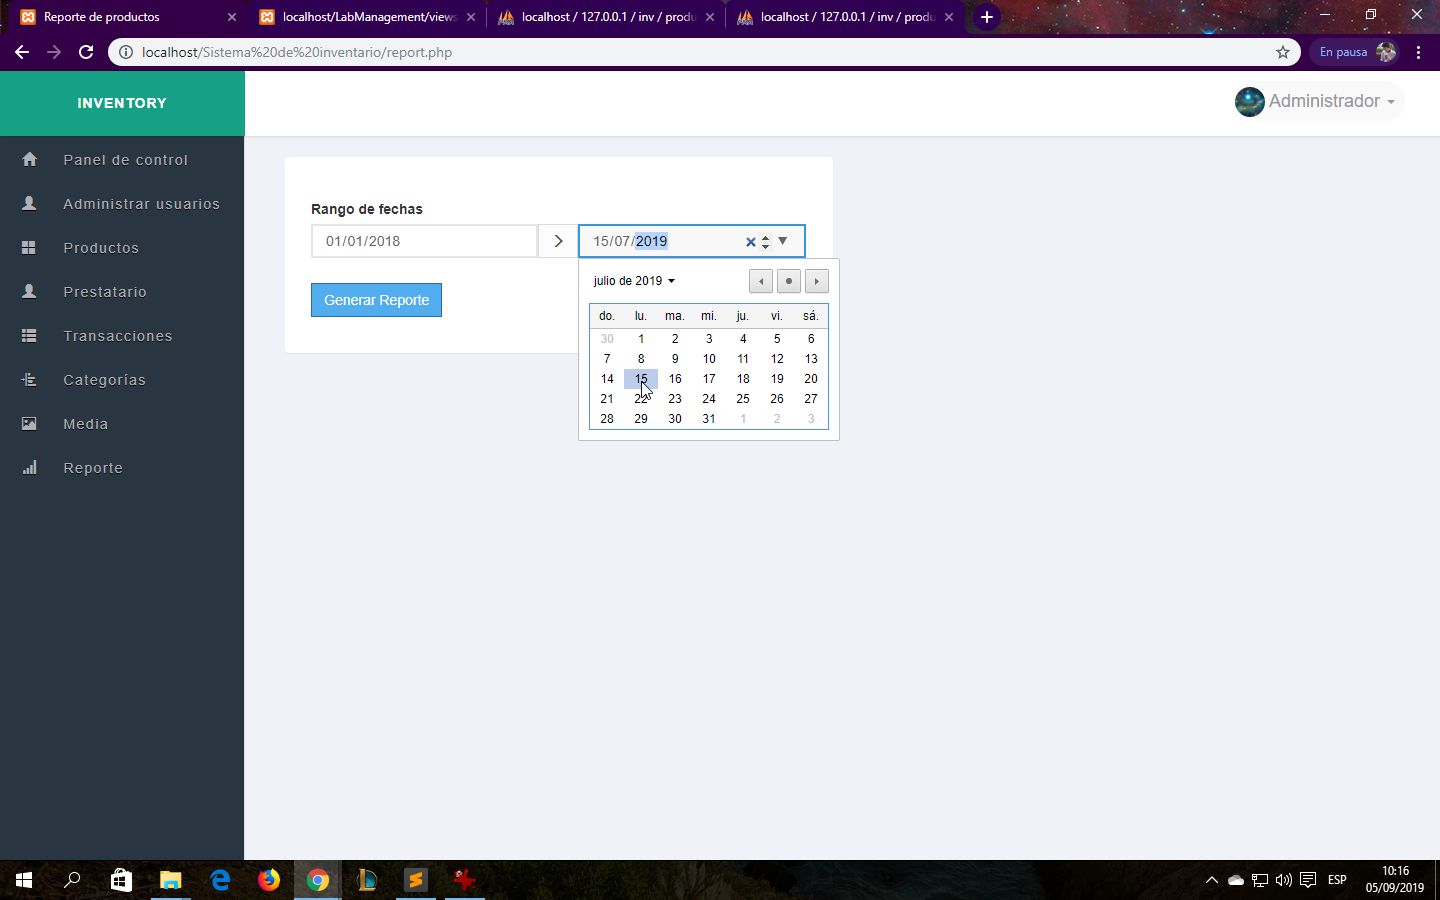 Reporte de productos
localhost/LabManagement/views
localhost / 127.0.0.1 / inv / produ
localhost / 127.0.0.1 / inv / produ
localhost/Sistema%20de%20inventario/report.php
En pausa
INVENTORY
Administrador
Panel de control
Administrar usuarios
Productos
Prestatario
Transacciones
Categorías
Media
Reporte
Rango de fechas
01/01/2018
15/07/2019
Generar Reporte
julio de 2019
do. lu. ma. mi. ju. vi. sá.
30 1 2 3 4 5 6
7 8 9 10 11 12 13
14 15 16 17 18 19 20
21 22 23 24 25 26 27
28 29 30 31 1 2 3
ESP
10:16
05/09/2019